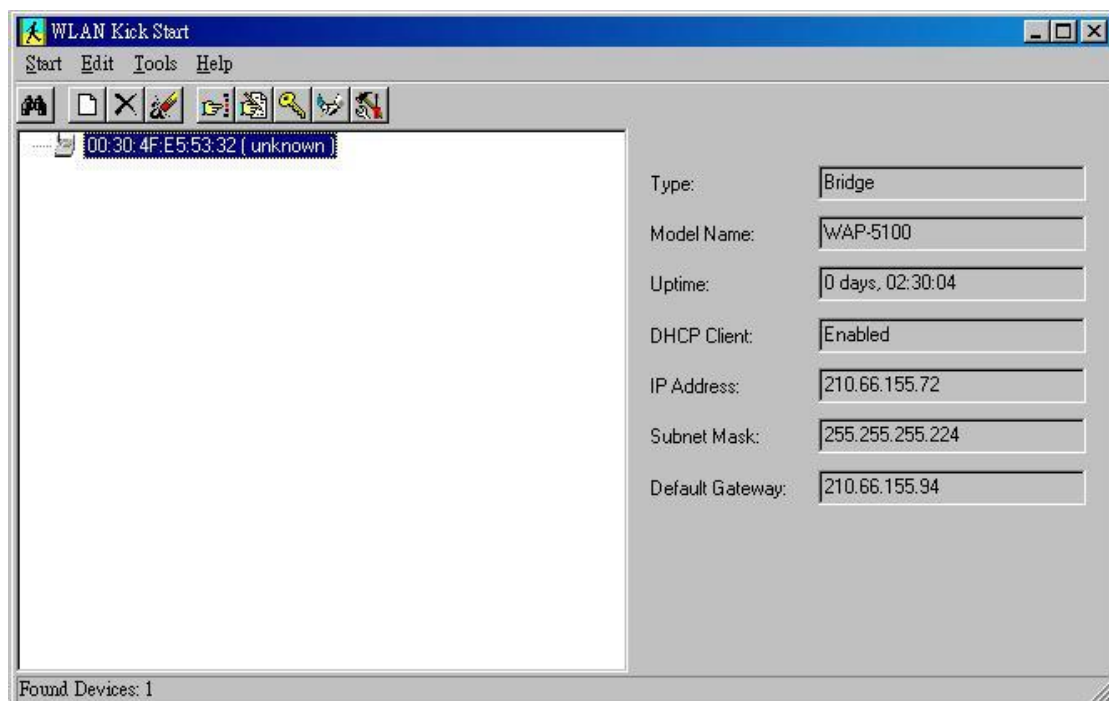 WLAN Kick Start
Start Edit Tools Help
00:30:4F:E5:53:32 ( unknown )
Type: Bridge
Model Name: WAP-5100
Uptime: 0 days, 02:30:04
DHCP Client: Enabled
IP Address: 210.66.155.72
Subnet Mask: 255.255.255.224
Default Gateway: 210.66.155.94
Found Devices: 1